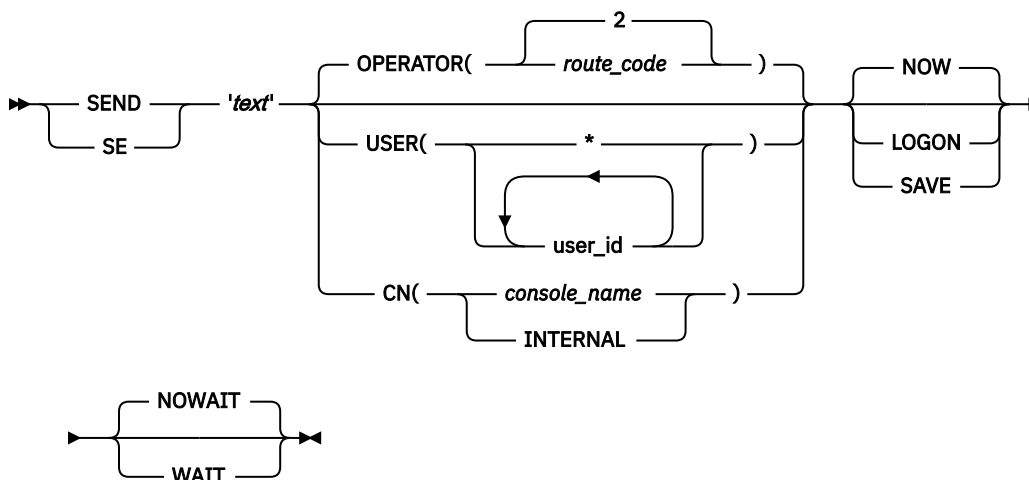 2
OPERATOR( route_code )
NOW
SEND 'text'
SE
USER( * )
LOGON
SAVE
user_id
CN( console_name )
INTERNAL
NOWAIT
WAIT